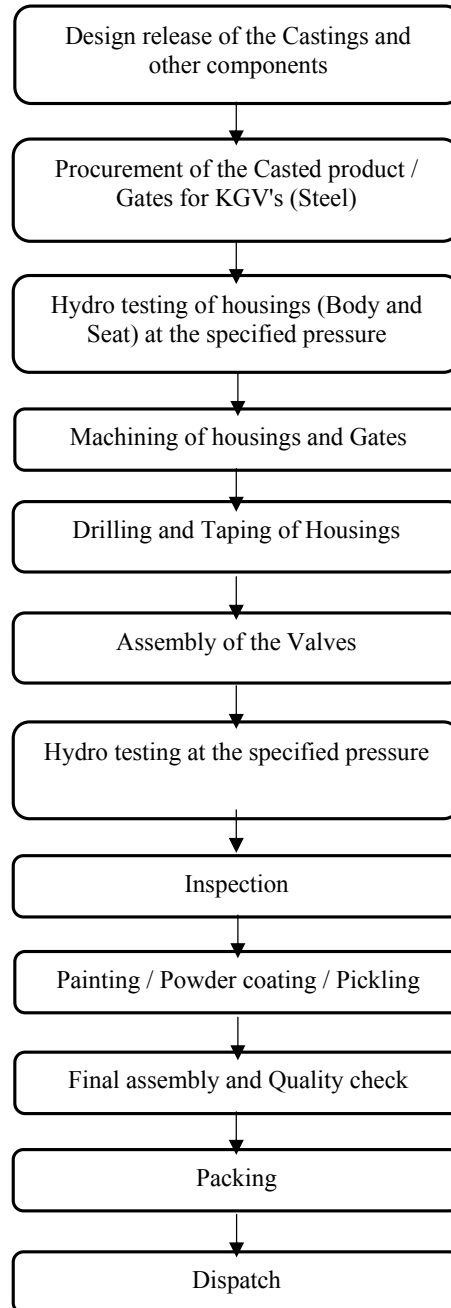 Design release of the Castings and
other components
Procurement of the Casted product /
Gates for KGV's (Steel)
Hydro testing of housings (Body and
Seat) at the specified pressure
Machining of housings and Gates
Drilling and Taping of Housings
Assembly of the Valves
Hydro testing at the specified pressure
Inspection
Painting / Powder coating / Pickling
Final assembly and Quality check
Packing
Dispatch